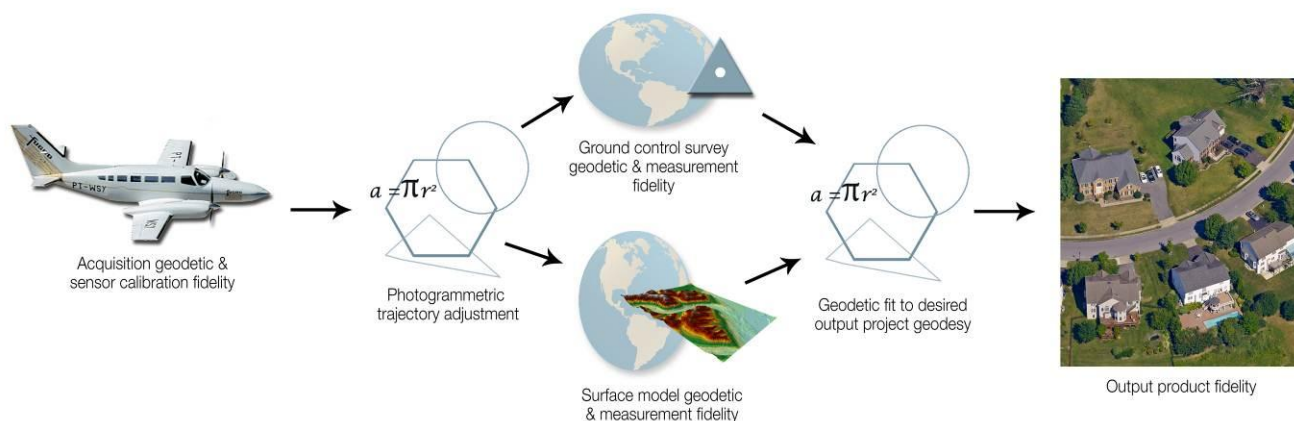 PT-WSY
Acquisition geodetic &
sensor calibration fidelity
a =πr²
Photogrammetric
trajectory adjustment
Ground control survey
geodetic & measurement
fidelity
Surface model geodetic
& measurement fidelity
a =πr²
Geodetic fit to desired
output project geodesy
Output product fidelity